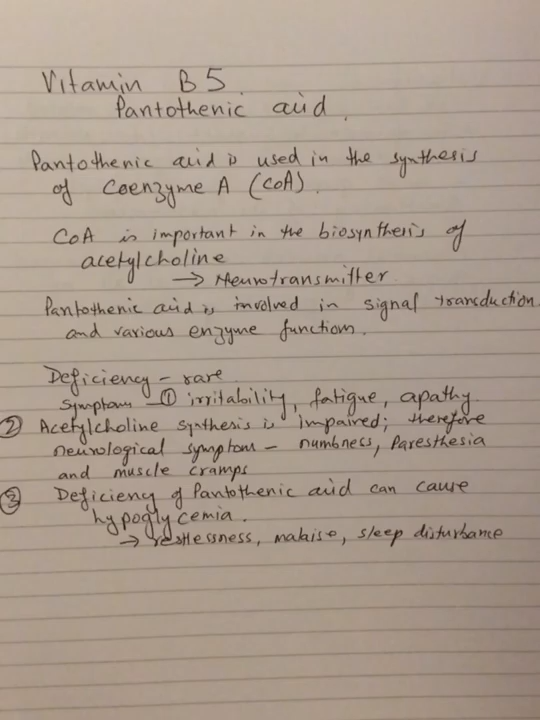 Vitamin B5.
Pantothenic acid.
Pantothenic acid is used in the synthesis
of Coenzyme A (CoA).
CoA is important in the biosynthesis of
acetylcholine
→ Neurotransmitter.
Pantothenic acid is involved in signal transduction
and various enzyme function.
Deficiency - rare
Symptom - ① irritability, fatigue, apathy.
② Acetylcholine synthesis is impaired; therefore
neurological symptom - numbness, Paresthesia
and muscle cramps
③ Deficiency of Pantothenic acid can cause
hypoglycemia.
→ restlessness, malaise, sleep disturbance